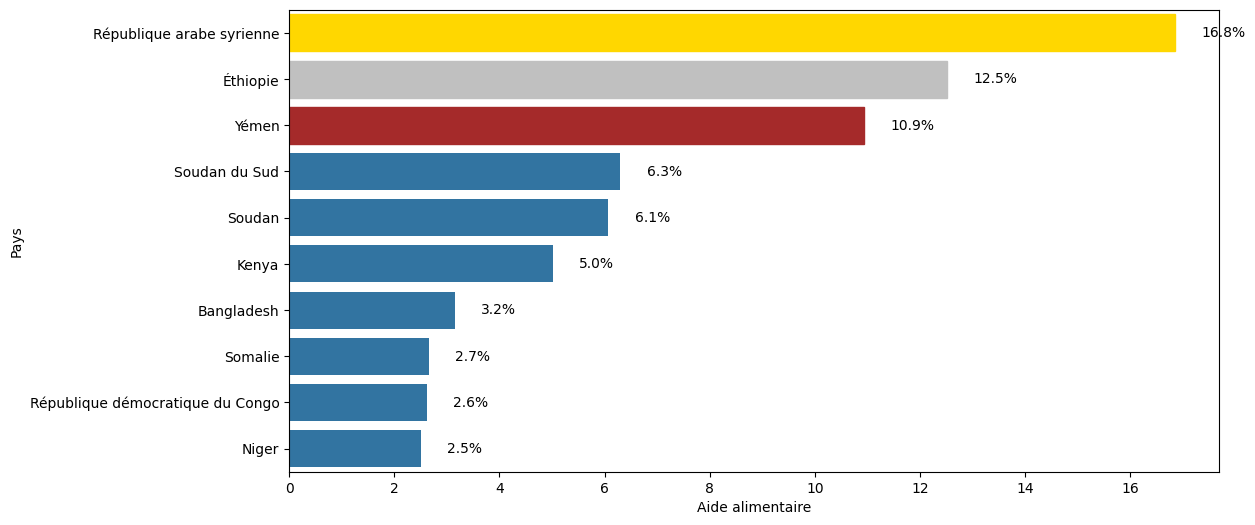 République arabe syrienne 16.8%
Éthiopie 12.5%
Yémen 10.9%
Soudan du Sud 6.3%
Soudan 6.1%
Pays
Kenya 5.0%
Bangladesh 3.2%
Somalie 2.7%
République démocratique du Congo 2.6%
Niger 2.5%
0 2 4 6 8 10 12 14 16
Aide alimentaire